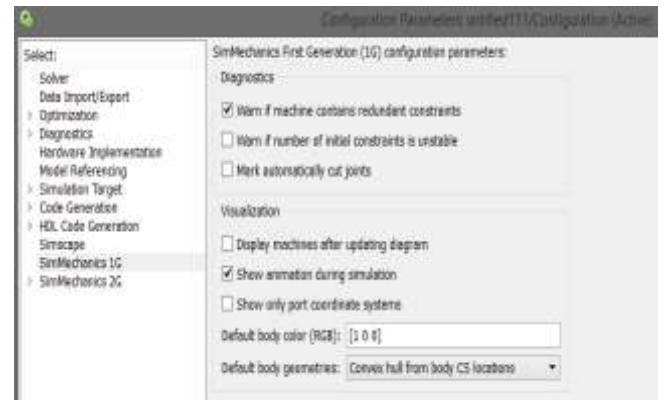 Configuration Parameters: untitled111/Configuration (Active)
Select:
Solver
Data Import/Export
Optimization
Diagnostics
Hardware Implementation
Model Referencing
Simulation Target
Code Generation
HDL Code Generation
Simscape
SimMechanics 1G
SimMechanics 2G
SimMechanics First Generation (1G) configuration parameters:
Diagnostics
Warn if machine contains redundant constraints
Warn if number of initial constraints is unstable
Mark automatically cut joints
Visualization
Display machines after updating diagram
Show animation during simulation
Show only port coordinate systems
Default body color (RGB): [1 0 0]
Default body geometries: Convex hull from body CS locations